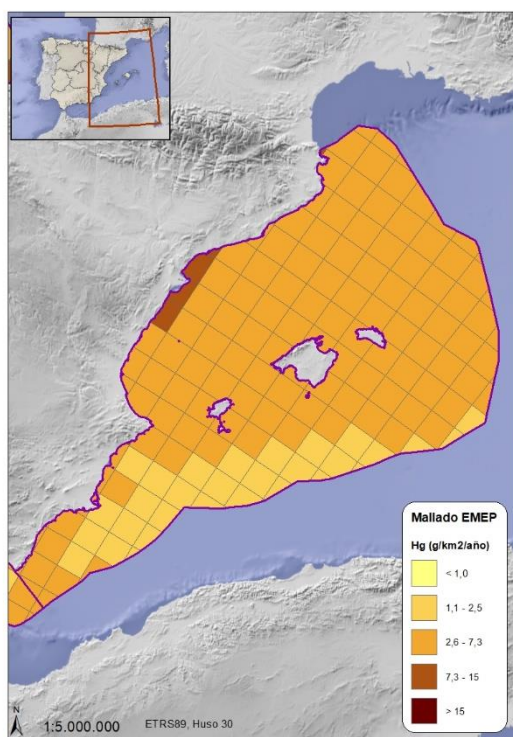 Mallado EMEP
Hg (g/km2/año)
< 1,0
1,1 - 2,5
2,6 - 7,3
7,3 - 15
> 15
N
1:5.000.000
ETRS89, Huso 30